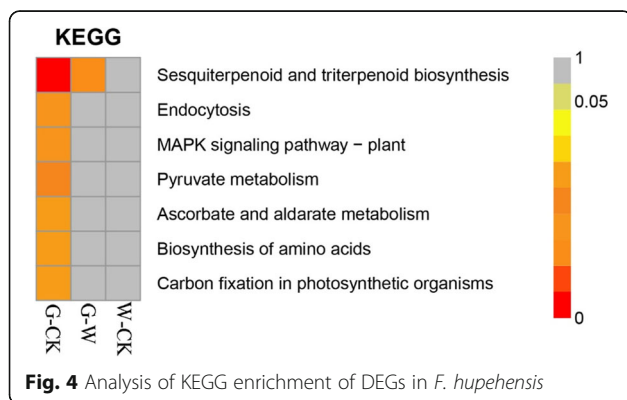 KEGG
Sesquiterpenoid and triterpenoid biosynthesis
Endocytosis
MAPK signaling pathway – plant
Pyruvate metabolism
Ascorbate and aldarate metabolism
Biosynthesis of amino acids
Carbon fixation in photosynthetic organisms
G-CK
G-W
W-CK
1
0.05
0
Fig. 4 Analysis of KEGG enrichment of DEGs in F. hupehensis